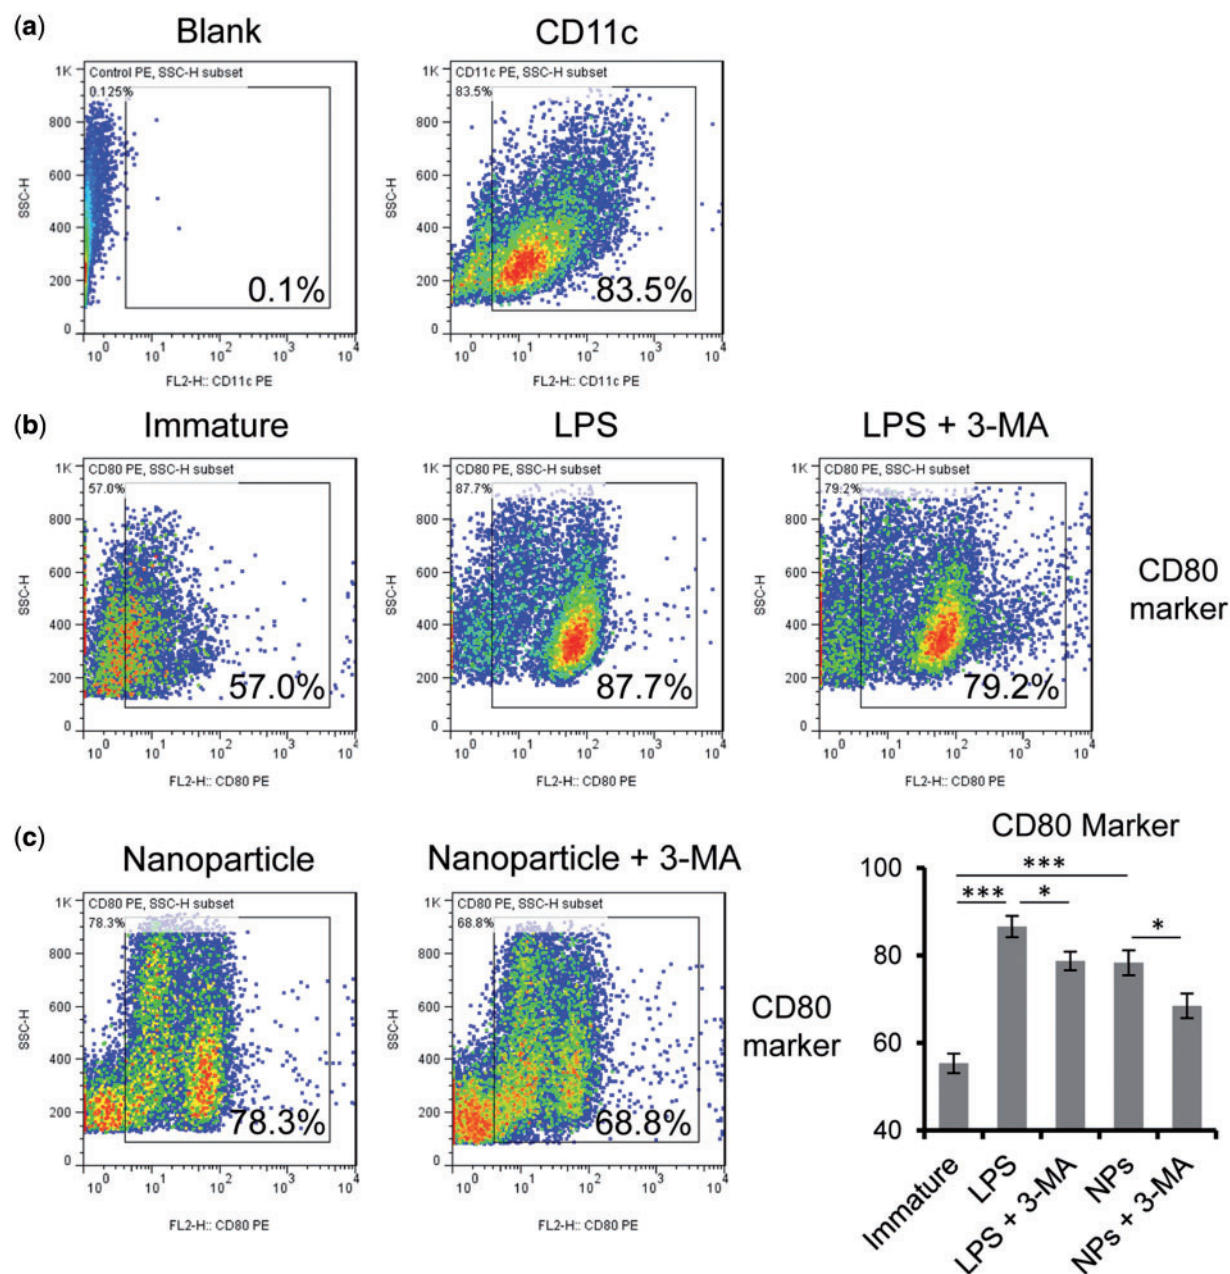 (a)
Blank
CD11c
Control PE, SSC-H subset
0.125%
1K
800
600
400
200
0
SSC-H
0.1%
10^0 10^1 10^2 10^3 10^4
FL2-H:: CD11c PE
CD11c PE, SSC-H subset
83.5%
1K
800
600
400
200
0
SSC-H
83.5%
10^0 10^1 10^2 10^3 10^4
FL2-H:: CD11c PE
(b)
Immature
LPS
LPS + 3-MA
CD80 PE, SSC-H subset
57.0%
1K
800
600
400
200
0
SSC-H
57.0%
10^0 10^1 10^2 10^3 10^4
FL2-H:: CD80 PE
CD80 PE, SSC-H subset
87.7%
1K
800
600
400
200
0
SSC-H
87.7%
10^0 10^1 10^2 10^3 10^4
FL2-H:: CD80 PE
CD80 PE, SSC-H subset
79.2%
1K
800
600
400
200
0
SSC-H
79.2%
10^0 10^1 10^2 10^3 10^4
FL2-H:: CD80 PE
CD80
marker
(c)
Nanoparticle
Nanoparticle + 3-MA
CD80 PE, SSC-H subset
78.3%
1K
800
600
400
200
0
SSC-H
78.3%
10^0 10^1 10^2 10^3 10^4
FL2-H:: CD80 PE
CD80 PE, SSC-H subset
68.8%
1K
800
600
400
200
0
SSC-H
68.8%
10^0 10^1 10^2 10^3 10^4
FL2-H:: CD80 PE
CD80
marker
CD80 Marker
100
80
60
40
***
*** *
*
Immature
LPS
LPS + 3-MA
NPs
NPs + 3-MA